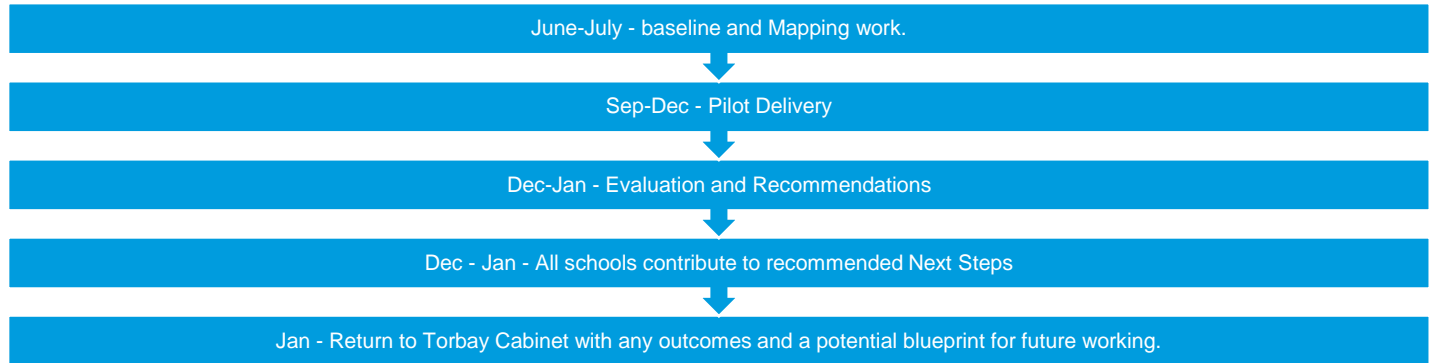 June-July - baseline and Mapping work.
Sep-Dec - Pilot Delivery
Dec-Jan - Evaluation and Recommendations
Dec - Jan - All schools contribute to recommended Next Steps
Jan - Return to Torbay Cabinet with any outcomes and a potential blueprint for future working.